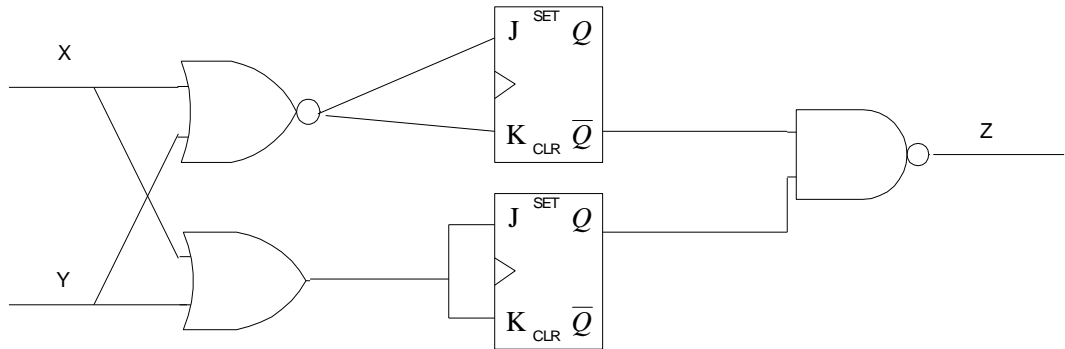 X
J SET Q
K CLR Q̅
Z
Y
J SET Q
K CLR Q̅